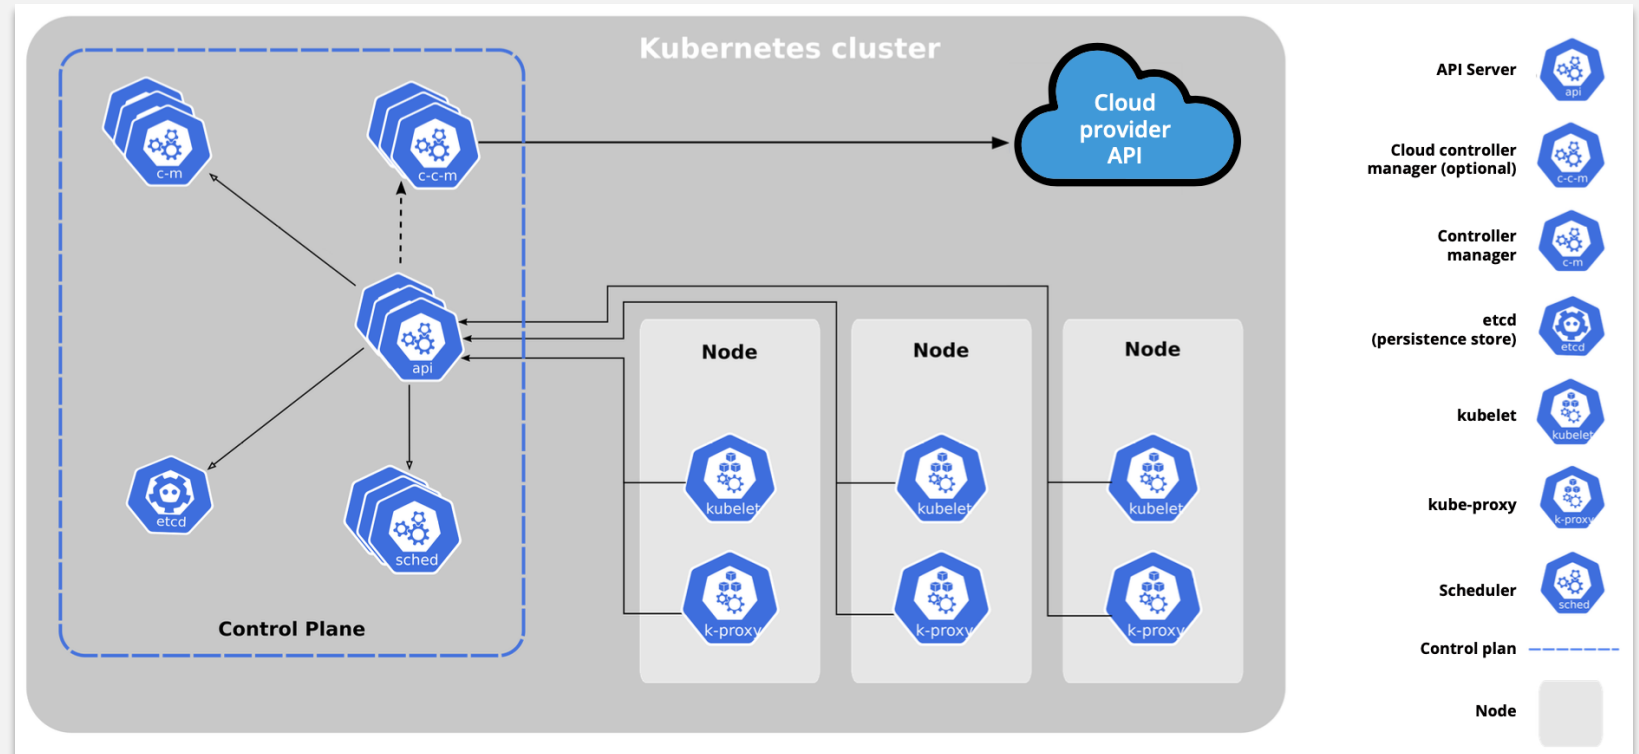 Kubernetes cluster
c-m
c-c-m
Cloud
provider
API
api
etcd
sched
Control Plane
Node
kubelet
k-proxy
Node
kubelet
k-proxy
Node
kubelet
k-proxy
API Server
api
Cloud controller
manager (optional)
c-c-m
Controller
manager
c-m
etcd
(persistence store)
etcd
kubelet
kubelet
kube-proxy
k-proxy
Scheduler
sched
Control plan
Node